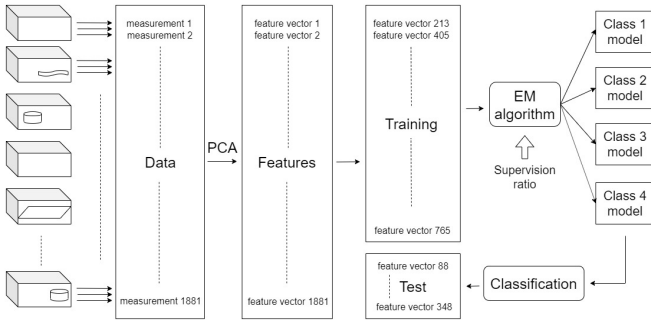 measurement 1
measurement 2
Data
measurement 1881
PCA
feature vector 1
feature vector 2
Features
feature vector 1881
feature vector 213
feature vector 405
Training
feature vector 765
feature vector 88
Test
feature vector 348
EM
algorithm
Supervision
ratio
Class 1
model
Class 2
model
Class 3
model
Class 4
model
Classification